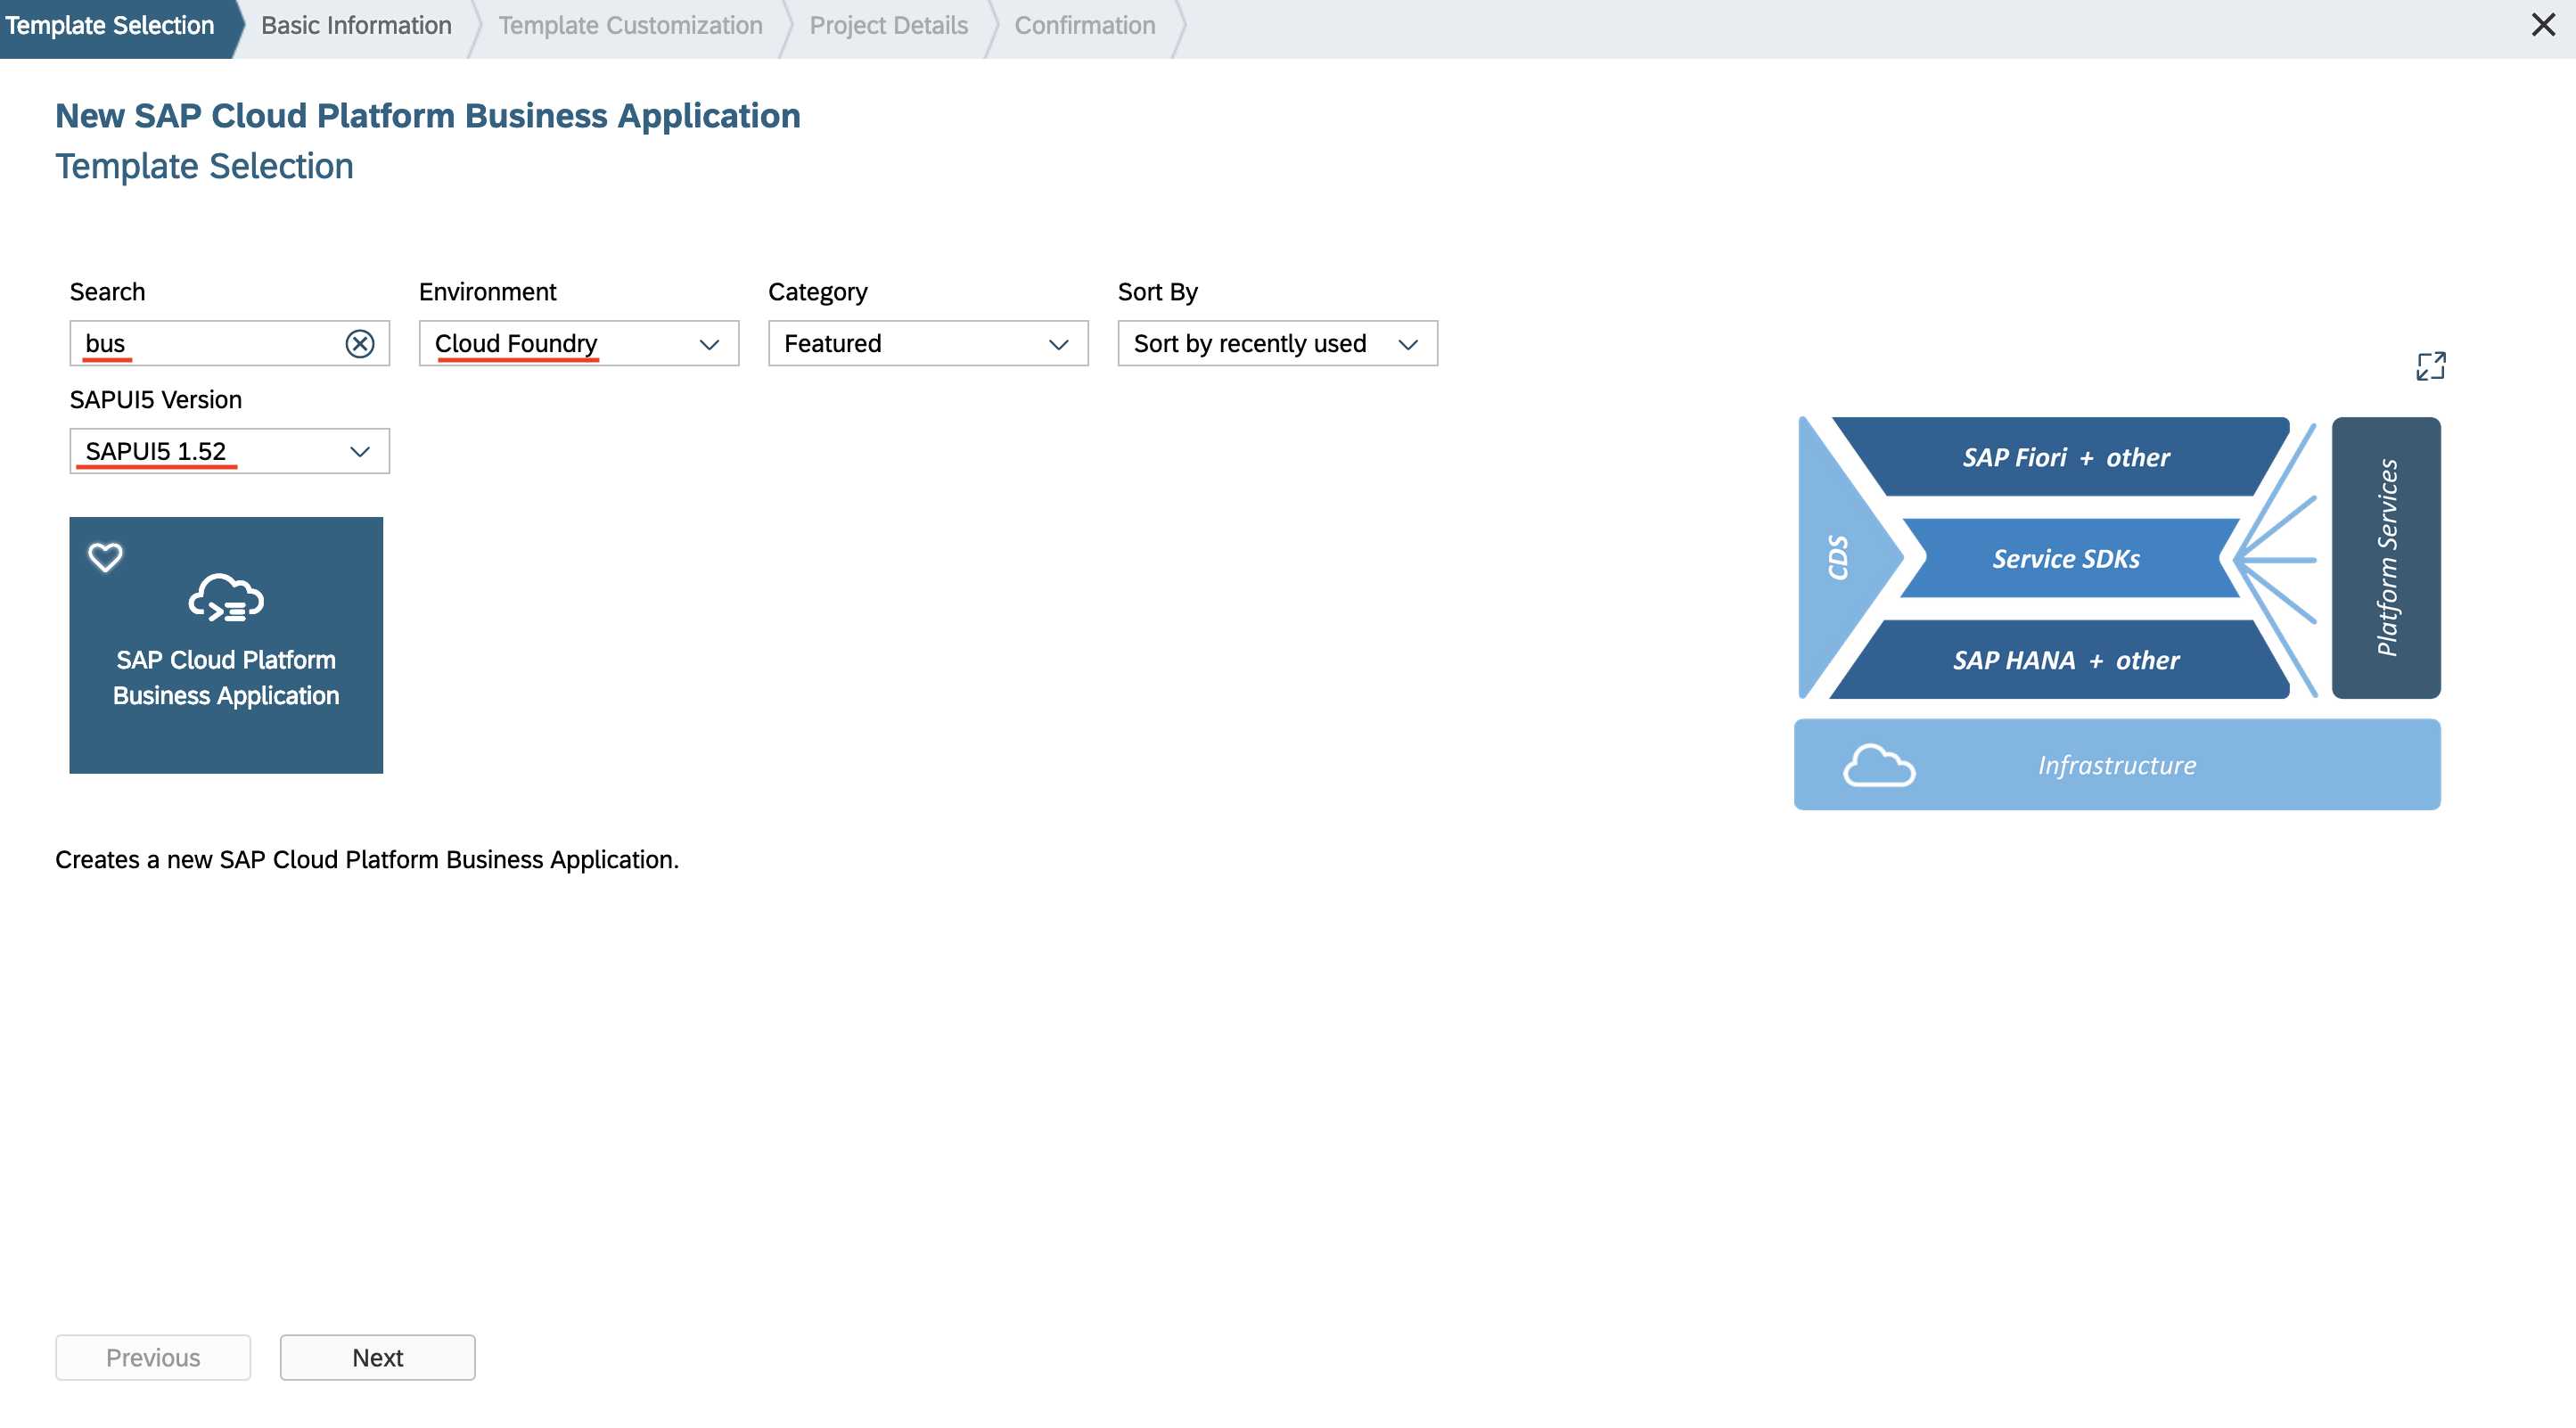 Template Selection
Basic Information
Template Customization
Project Details
Confirmation
New SAP Cloud Platform Business Application
Template Selection
Search
Environment
Category
Sort By
bus
Cloud Foundry
Featured
Sort by recently used
SAPUI5 Version
SAPUI5 1.52
SAP Cloud Platform
Business Application
Creates a new SAP Cloud Platform Business Application.
CDS
SAP Fiori + other
Service SDKs
SAP HANA + other
Platform Services
Infrastructure
Previous
Next